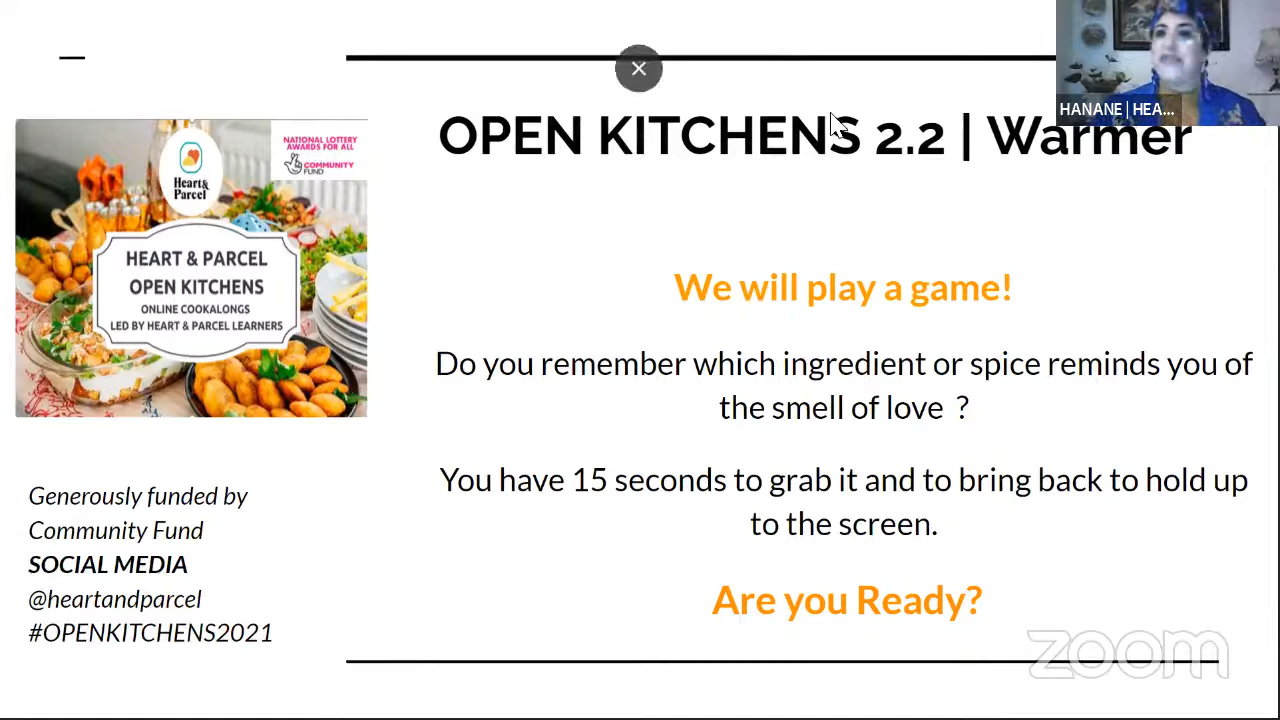 HANANE | HEA...
OPEN KITCHENS 2.2 | Warmer
NATIONAL LOTTERY
AWARDS FOR ALL
COMMUNITY
FUND
Heart&
Parcel
HEART & PARCEL
OPEN KITCHENS
ONLINE COOKALONGS
LED BY HEART & PARCEL LEARNERS
We will play a game!
Do you remember which ingredient or spice reminds you of
the smell of love ?
You have 15 seconds to grab it and to bring back to hold up
to the screen.
Are you Ready?
Generously funded by
Community Fund
SOCIAL MEDIA
@heartandparcel
#OPENKITCHENS2021
zoom